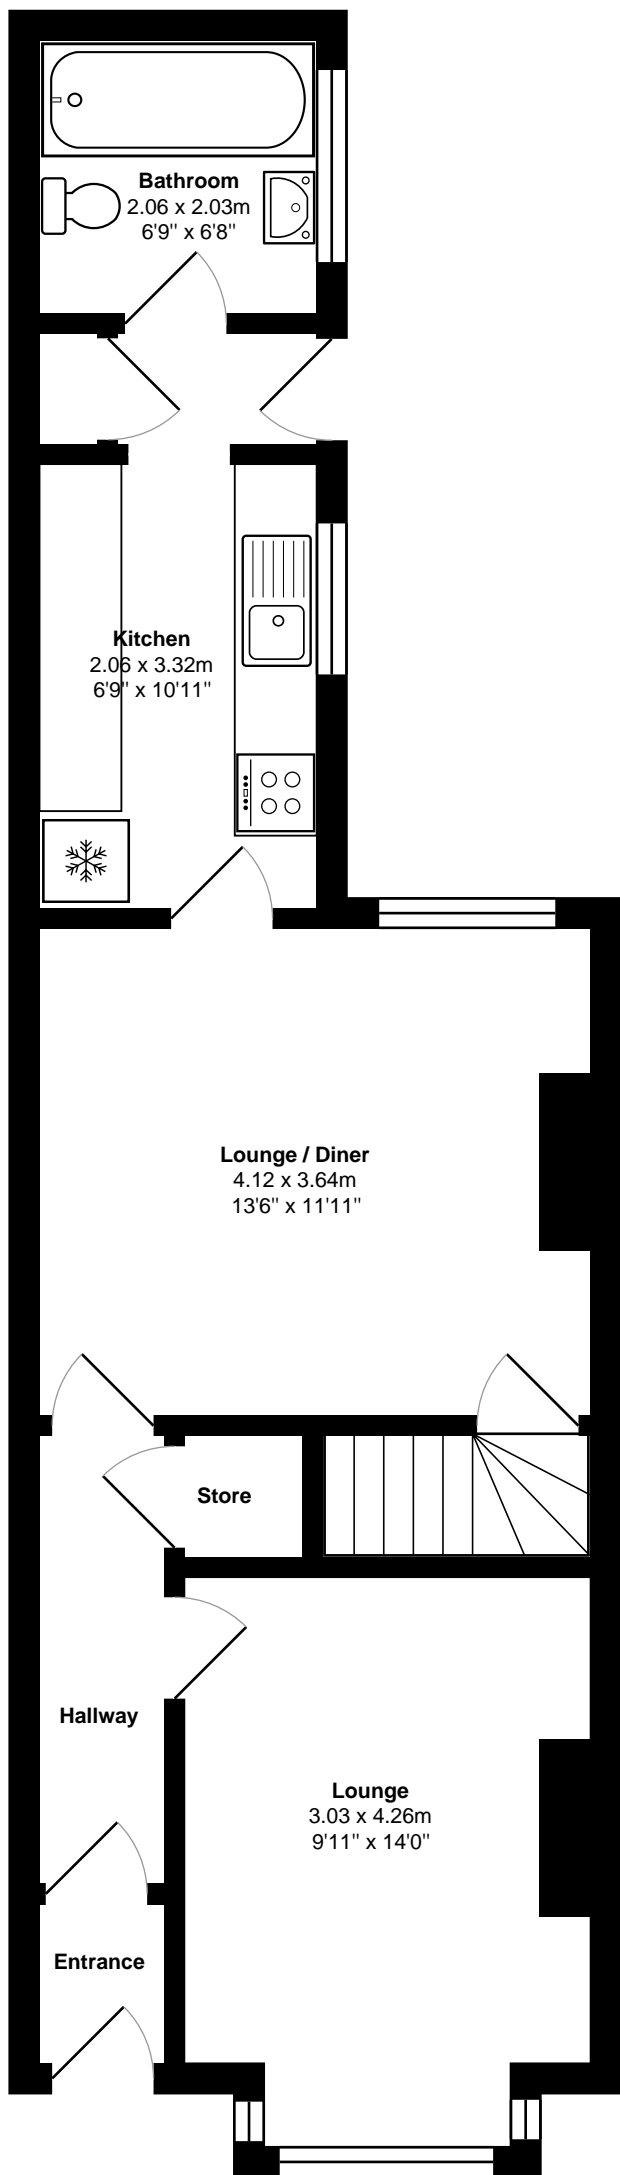 Bathroom
2.06 x 2.03m
6'9" x 6'8"
Kitchen
2.06 x 3.32m
6'9" x 10'11"
Lounge / Diner
4.12 x 3.64m
13'6" x 11'11"
Store
Hallway
Lounge
3.03 x 4.26m
9'11" x 14'0"
Entrance